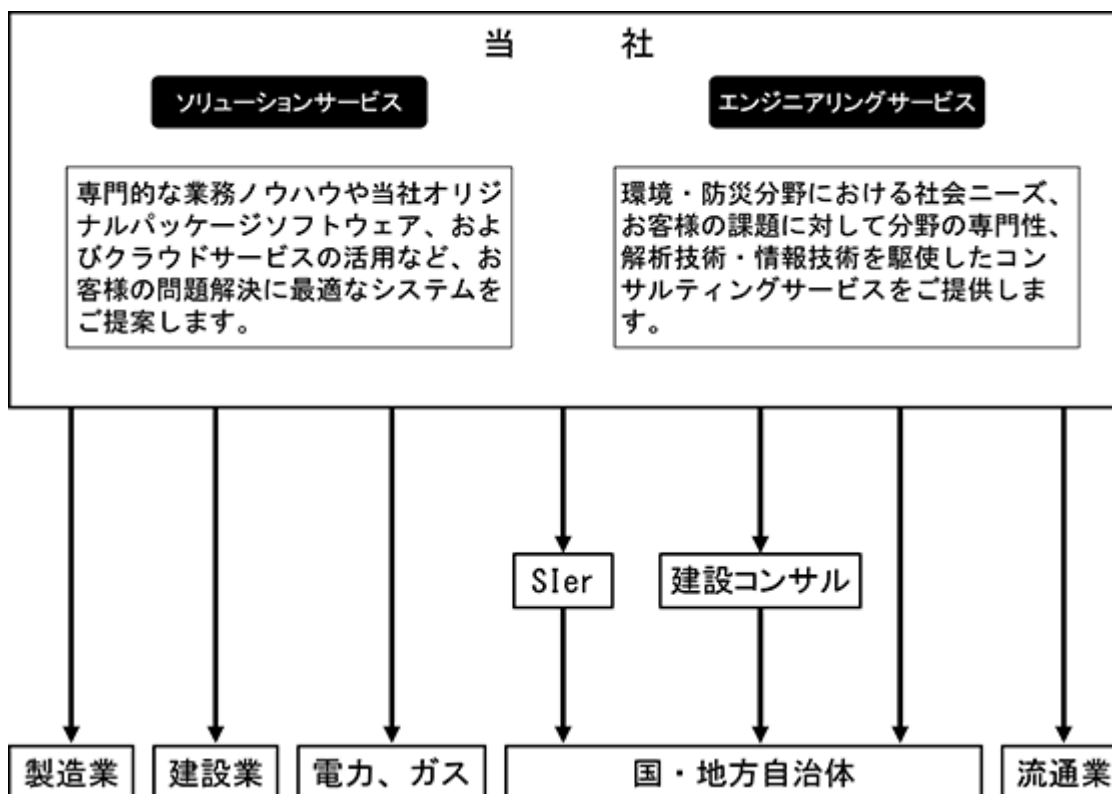 当 社
ソリューションサービス
エンジニアリングサービス
専門的な業務ノウハウや当社オリジ
ナルパッケージソフトウェア、およ
びクラウドサービスの活用など、お
客様の問題解決に最適なシステムを
ご提案します。
環境・防災分野における社会ニーズ、
お客様の課題に対して分野の専門性、
解析技術・情報技術を駆使したコン
サルティングサービスをご提供しま
す。
SIer
建設コンサル
製造業
建設業
電力、ガス
国・地方自治体
流通業